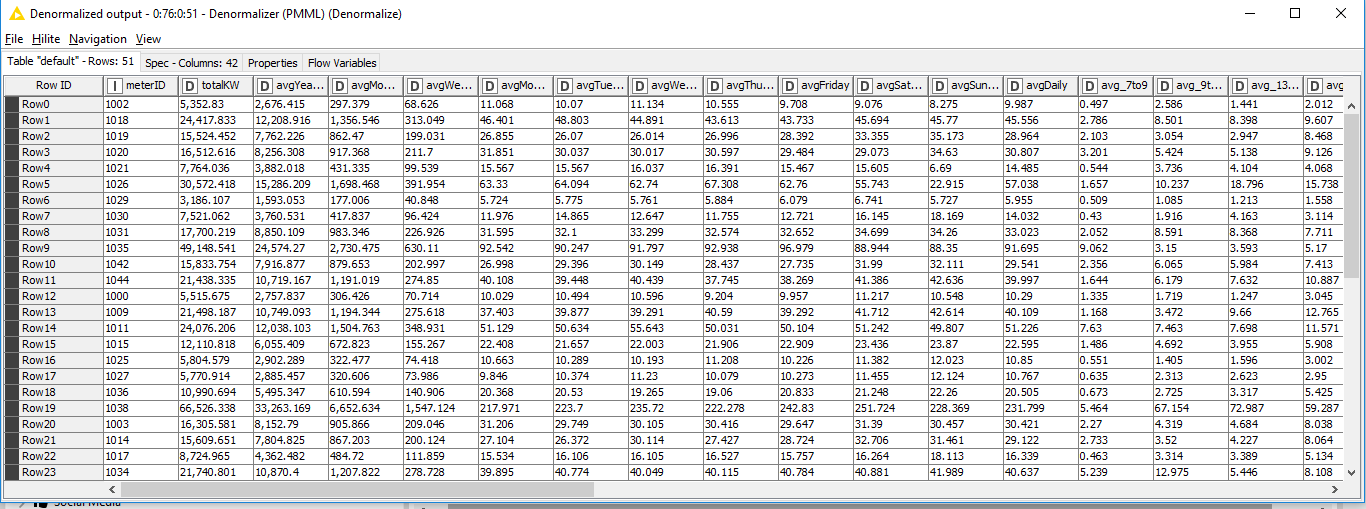 Denormalized output - 0:76:0:51 - Denormalizer (PMML) (Denormalize)
File Hilite Navigation View
Table "default" - Rows: 51 Spec - Columns: 42 Properties Flow Variables
Row ID I meterID D totalKW D avgYea... D avgMo... D avgWe... D avgMo... D avgTue... D avgWe... D avgThu... D avgFriday D avgSat... D avgSun... D avgDaily D avg_7to9 D avg_9t... D avg_13... D avg
Row0 1002 5,352.83 2,676.415 297.379 68.626 11.068 10.07 11.134 10.555 9.708 9.076 8.275 9.987 0.497 2.586 1.441 2.012
Row1 1018 24,417.833 12,208.916 1,356.546 313.049 46.401 48.803 44.891 43.613 43.733 45.694 45.77 45.556 2.786 8.501 8.398 9.607
Row2 1019 15,524.452 7,762.226 862.47 199.031 26.855 26.07 26.014 26.996 28.392 33.355 35.173 28.964 2.103 3.054 2.947 8.468
Row3 1020 16,512.616 8,256.308 917.368 211.7 31.851 30.037 30.017 30.597 29.484 29.073 34.63 30.807 3.201 5.424 5.138 9.126
Row4 1021 7,764.036 3,882.018 431.335 99.539 15.567 15.567 16.037 16.391 15.467 15.605 6.69 14.485 0.544 3.736 4.104 4.068
Row5 1026 30,572.418 15,286.209 1,698.468 391.954 63.33 64.094 62.74 67.308 62.76 55.743 22.915 57.038 1.657 10.237 18.796 15.738
Row6 1029 3,186.107 1,593.053 177.006 40.848 5.724 5.775 5.761 5.884 6.079 6.741 5.727 5.955 0.509 1.085 1.213 1.558
Row7 1030 7,521.062 3,760.531 417.837 96.424 11.976 14.865 12.647 11.755 12.721 16.145 18.169 14.032 0.43 1.916 4.163 3.114
Row8 1031 17,700.219 8,850.109 983.346 226.926 31.595 32.1 33.299 32.574 32.652 34.699 34.26 33.023 2.052 8.591 8.368 7.711
Row9 1035 49,148.541 24,574.27 2,730.475 630.11 92.542 90.247 91.797 92.938 96.979 88.944 88.35 91.695 9.062 3.15 3.593 5.17
Row10 1042 15,833.754 7,916.877 879.653 202.997 26.998 29.396 30.149 28.437 27.735 31.99 32.111 29.541 2.356 6.065 5.984 7.413
Row11 1044 21,438.335 10,719.167 1,191.019 274.85 40.108 39.448 40.439 37.745 38.269 41.386 42.636 39.997 1.644 6.179 7.632 10.887
Row12 1000 5,515.675 2,757.837 306.426 70.714 10.029 10.494 10.596 9.204 9.957 11.217 10.548 10.29 1.335 1.719 1.247 3.045
Row13 1009 21,498.187 10,749.093 1,194.344 275.618 37.403 39.877 39.291 40.59 39.292 41.712 42.614 40.109 1.168 3.472 9.66 12.765
Row14 1011 24,076.206 12,038.103 1,504.763 348.931 51.129 50.634 55.643 50.031 50.104 51.242 49.807 51.226 7.63 7.463 7.698 11.571
Row15 1015 12,110.818 6,055.409 672.823 155.267 22.408 21.657 22.003 21.906 22.909 23.436 23.87 22.595 1.486 4.692 3.955 5.908
Row16 1025 5,804.579 2,902.289 322.477 74.418 10.663 10.289 10.193 11.208 10.226 11.382 12.023 10.85 0.551 1.405 1.596 3.002
Row17 1027 5,770.914 2,885.457 320.606 73.986 9.846 10.374 11.23 10.079 10.273 11.455 12.124 10.767 0.635 2.313 2.623 2.95
Row18 1036 10,990.694 5,495.347 610.594 140.906 20.368 20.53 19.265 19.06 20.833 21.248 22.26 20.505 0.673 2.725 3.317 5.425
Row19 1038 66,526.338 33,263.169 6,652.634 1,547.124 217.971 223.7 235.72 222.278 242.83 251.724 228.369 231.799 5.464 67.154 72.987 59.287
Row20 1003 16,305.581 8,152.79 905.866 209.046 31.206 29.749 30.105 30.416 29.647 31.39 30.457 30.421 2.27 4.319 4.684 8.038
Row21 1014 15,609.651 7,804.825 867.203 200.124 27.104 26.372 30.114 27.427 28.724 32.706 31.461 29.122 2.733 3.52 4.227 8.064
Row22 1017 8,724.965 4,362.482 484.72 111.859 15.534 16.106 16.105 16.527 15.757 16.264 18.113 16.339 0.463 3.314 3.389 5.134
Row23 1034 21,740.801 10,870.4 1,207.822 278.728 39.895 40.774 40.049 40.115 40.784 40.881 41.989 40.637 5.239 12.975 5.446 8.108
Social Media